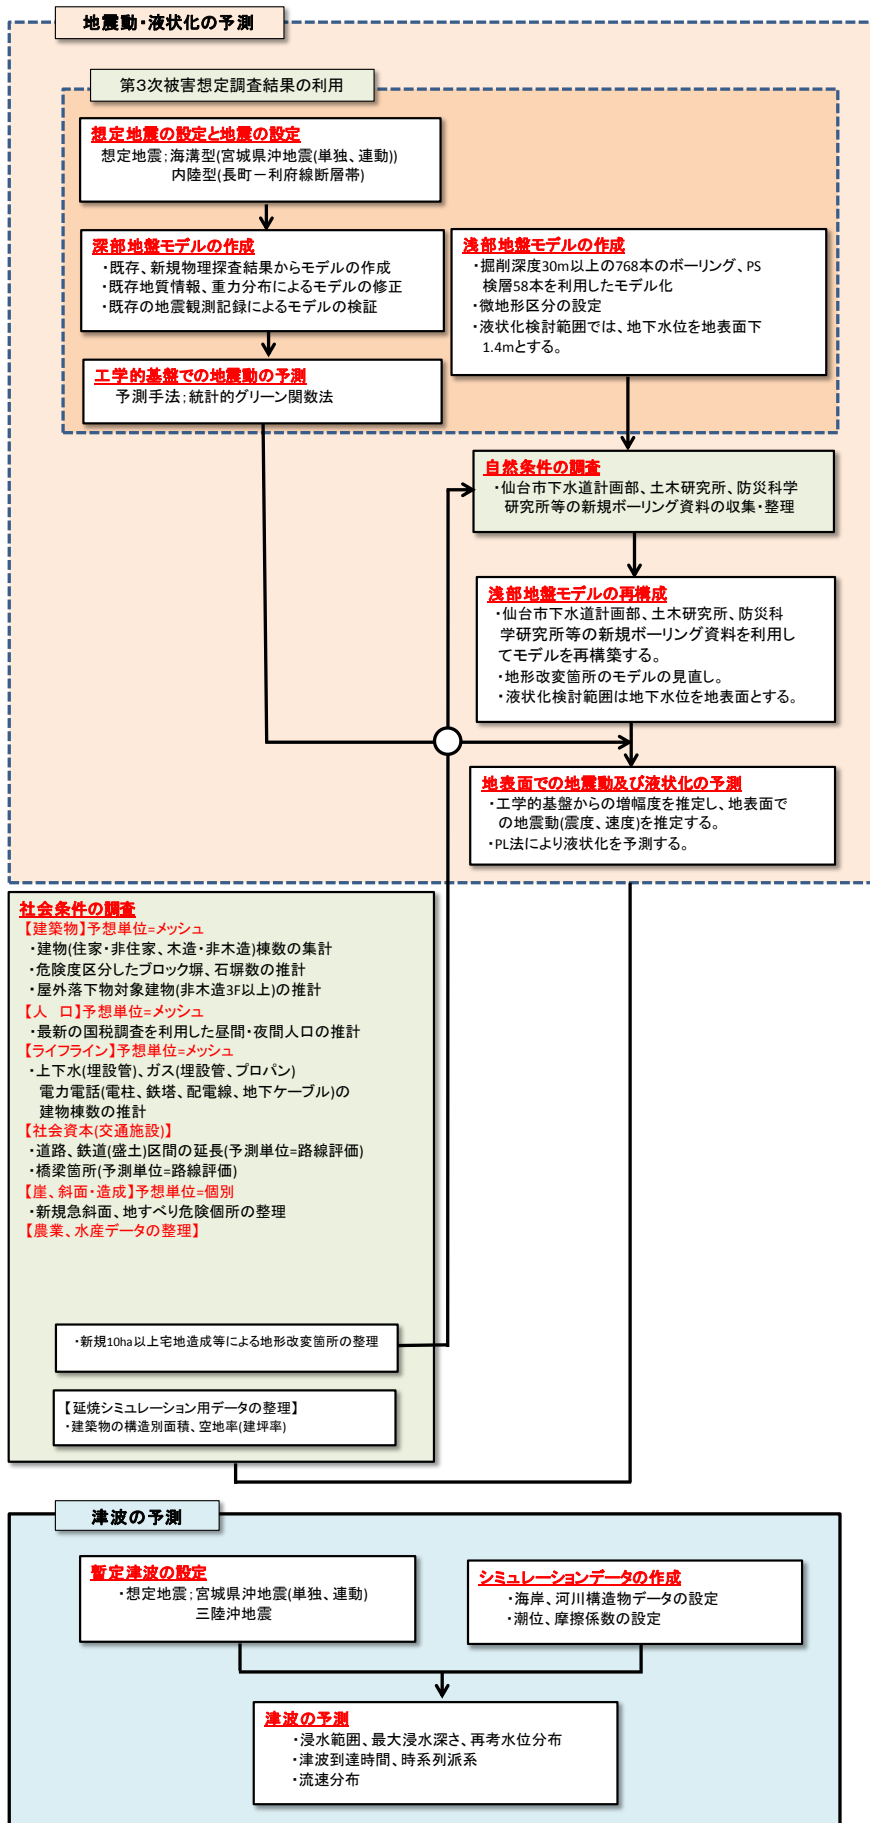 地震動・液状化の予測
第3次被害想定調査結果の利用
想定地震の設定と地震の設定
想定地震;海溝型(宮城県沖地震(単独、連動))
内陸型(長町－利府線断層帯)
深部地盤モデルの作成
・既存、新規物理探査結果からモデルの作成
・既存地質情報、重力分布によるモデルの修正
・既存の地震観測記録によるモデルの検証
工学的基盤での地震動の予測
予測手法;統計的グリーン関数法
浅部地盤モデルの作成
・掘削深度30m以上の768本のボーリング、PS
検層58本を利用したモデル化
・微地形区分の設定
・液状化検討範囲では、地下水位を地表面下
1.4mとする。
自然条件の調査
・仙台市下水道計画部、土木研究所、防災科学
研究所等の新規ボーリング資料の収集・整理
浅部地盤モデルの再構成
・仙台市下水道計画部、土木研究所、防災科
学研究所等の新規ボーリング資料を利用し
てモデルを再構築する。
・地形改変箇所のモデルの見直し。
・液状化検討範囲は地下水位を地表面とする。
地表面での地震動及び液状化の予測
・工学的基盤からの増幅度を推定し、地表面で
の地震動(震度、速度)を推定する。
・PL法により液状化を予測する。
社会条件の調査
【建築物】予想単位=メッシュ
・建物(住家・非住家、木造・非木造)棟数の集計
・危険度区分したブロック塀、石塀数の推計
・屋外落下物対象建物(非木造3F以上)の推計
【人　口】予想単位=メッシュ
・最新の国税調査を利用した昼間・夜間人口の推計
【ライフライン】予想単位=メッシュ
・上下水(埋設管)、ガス(埋設管、プロパン)
電力電話(電柱、鉄塔、配電線、地下ケーブル)の
建物棟数の推計
【社会資本(交通施設)】
・道路、鉄道(盛土)区間の延長(予測単位=路線評価)
・橋梁箇所(予測単位=路線評価)
【崖、斜面・造成】予想単位=個別
・新規急斜面、地すべり危険個所の整理
【農業、水産データの整理】
・新規10ha以上宅地造成等による地形改変箇所の整理
【延焼シミュレーション用データの整理】
・建築物の構造別面積、空地率(建坪率)
津波の予測
暫定津波の設定
・想定地震;宮城県沖地震(単独、連動)
三陸沖地震
シミュレーションデータの作成
・海岸、河川構造物データの設定
・潮位、摩擦係数の設定
津波の予測
・浸水範囲、最大浸水深さ、再考水位分布
・津波到達時間、時系列派系
・流速分布